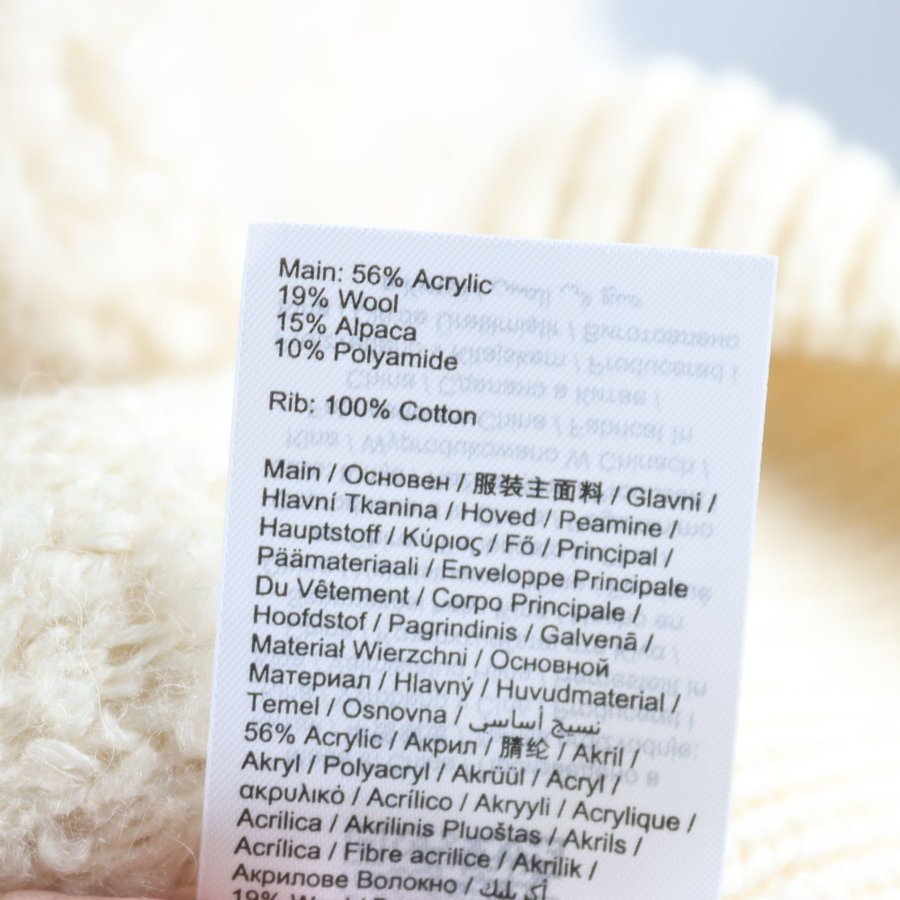 Main: 56% Acrylic
19% Wool
15% Alpaca
10% Polyamide
Rib: 100% Cotton
Main / Основен / 服装主面料 / Glavni /
Hlavní Tkanina / Hoved / Peamine /
Hauptstoff / Κύριος / Fő / Principal /
Päämateriaali / Enveloppe Principale
Du Vêtement / Corpo Principale /
Hoofdstof / Pagrindinis / Galvenā /
Materiał Wierzchni / Основной
Материал / Hlavný / Huvudmaterial /
Temel / Osnovna / نسيج أساسي
56% Acrylic / Акрил / 腈纶 / Akril /
Akryl / Polyacryl / Akrüül / Acryl /
ακρυλικό / Acrílico / Akryyli / Acrylique /
Acrilica / Akrilinis Pluoštas / Akrils /
Acrílica / Fibre acrilice / Akrilik /
Акрилове Волокно / أكريليك
19%